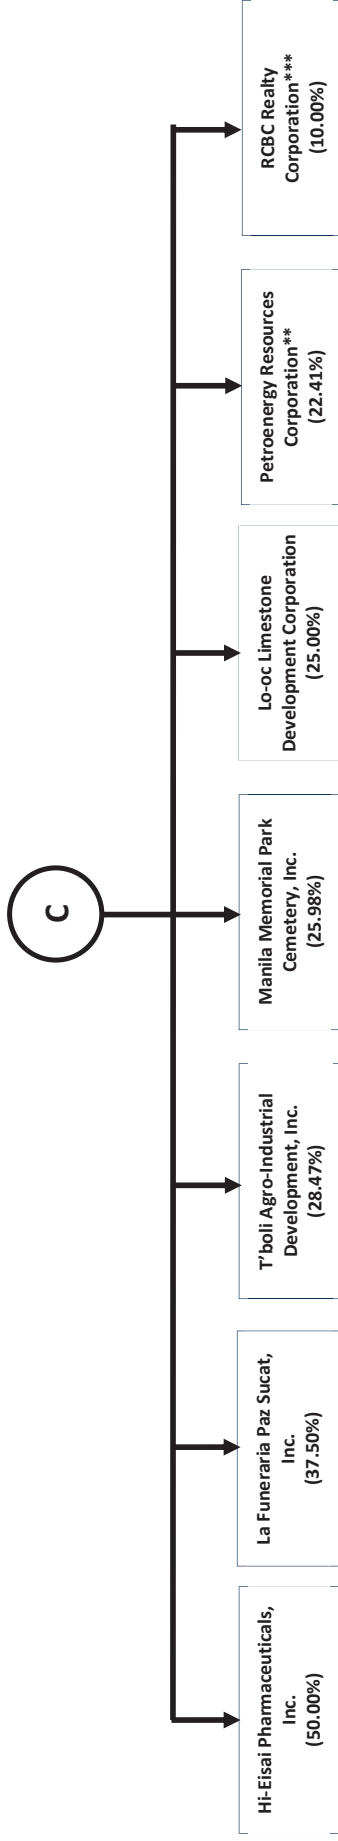 C
Hi-Eisai Pharmaceuticals,
Inc.
(50.00%)
La Funeraria Paz Sucat,
Inc.
(37.50%)
T’boli Agro-Industrial
Development, Inc.
(28.47%)
Manila Memorial Park
Cemetery, Inc.
(25.98%)
Lo-oc Limestone
Development Corporation
(25.00%)
Petroenergy Resources
Corporation**
(22.41%)
RCBC Realty
Corporation***
(10.00%)